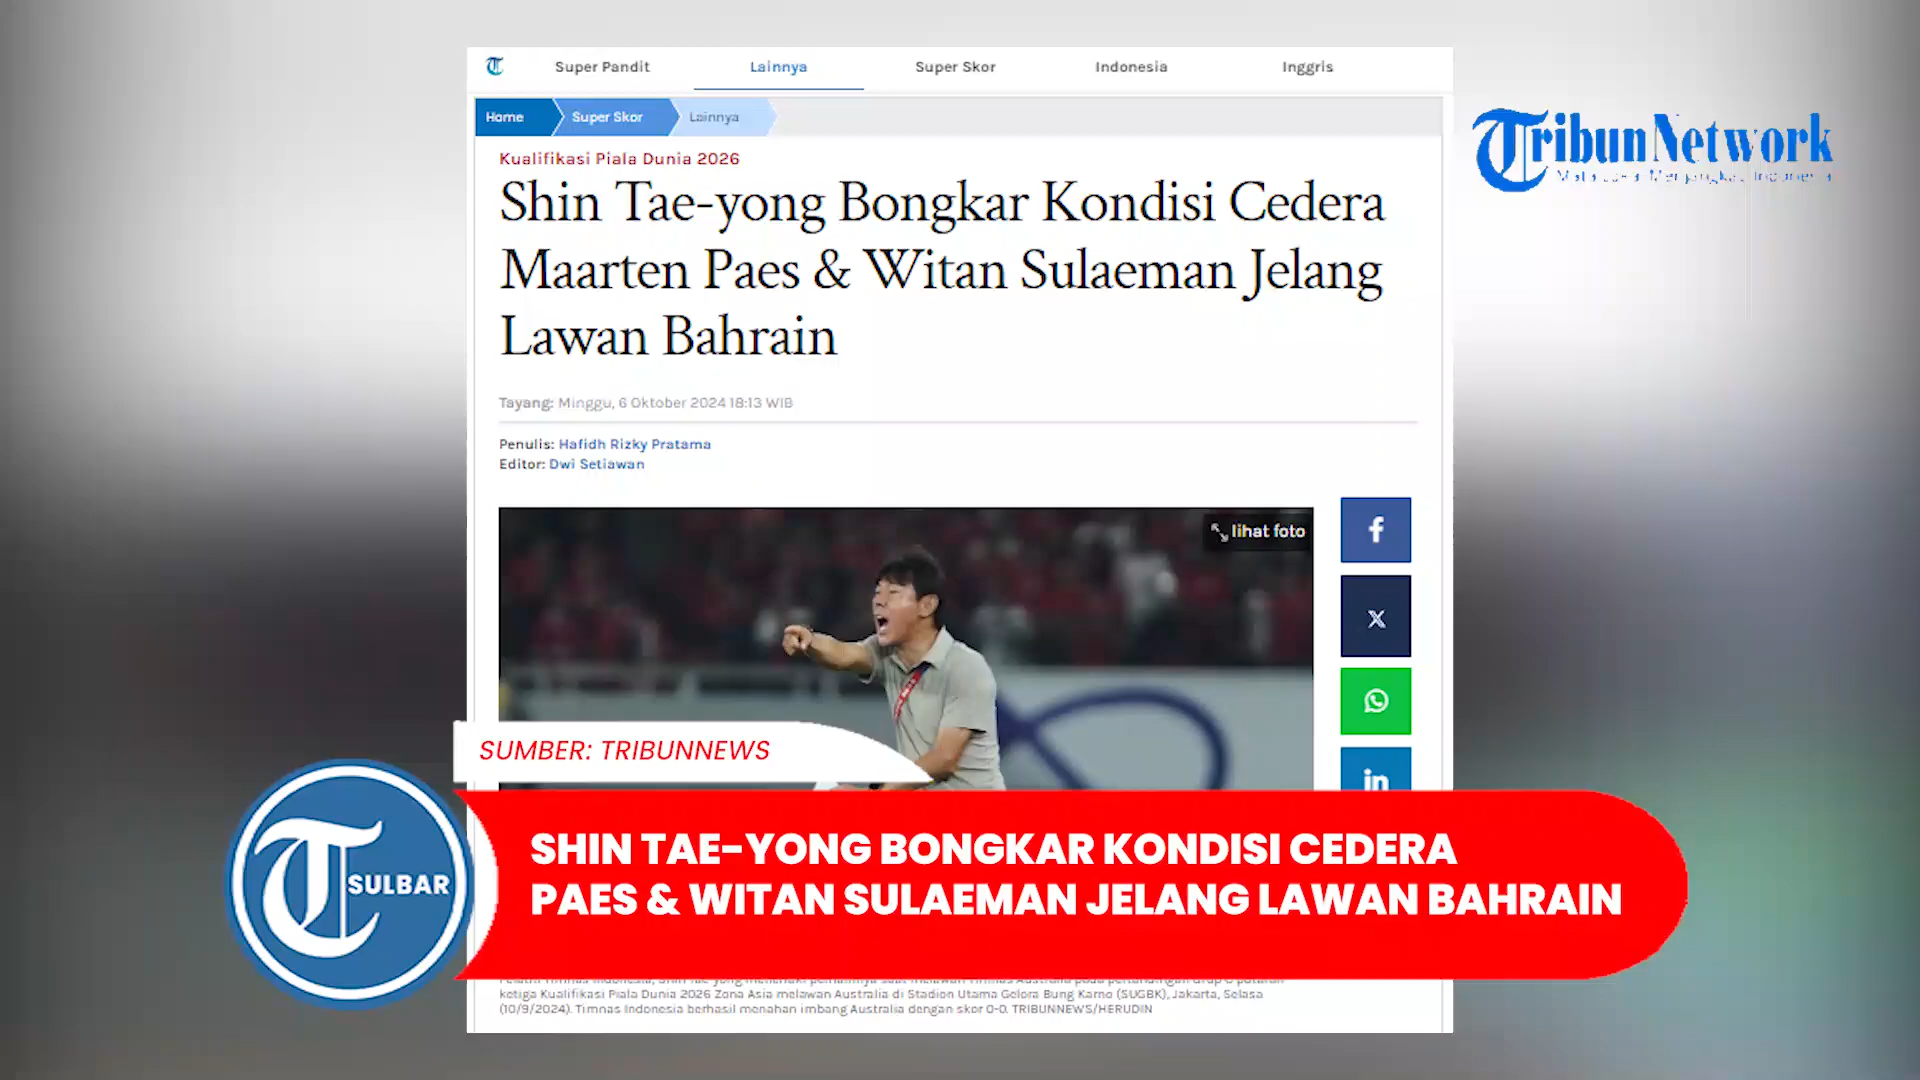 Super Pandit Lainnya Super Skor Indonesia Inggris
Home Super Skor Lainnya
Tribun Network
Kualifikasi Piala Dunia 2026
Shin Tae-yong Bongkar Kondisi Cedera
Maarten Paes & Witan Sulaeman Jelang
Lawan Bahrain
Tayang: Minggu, 6 Oktober 2024 18:13 WIB
Penulis: Hafidh Rizky Pratama
Editor: Dwi Setiawan
lihat foto
SUMBER: TRIBUNNEWS
T SULBAR
SHIN TAE-YONG BONGKAR KONDISI CEDERA
PAES & WITAN SULAEMAN JELANG LAWAN BAHRAIN
ketiga Kualifikasi Piala Dunia 2026 Zona Asia melawan Australia di Stadion Utama Gelora Bung Karno (SUGBK), Jakarta, Selasa
(10/9/2024). Timnas Indonesia berhasil menahan imbang Australia dengan skor 0-0. TRIBUNNEWS/HERUDIN